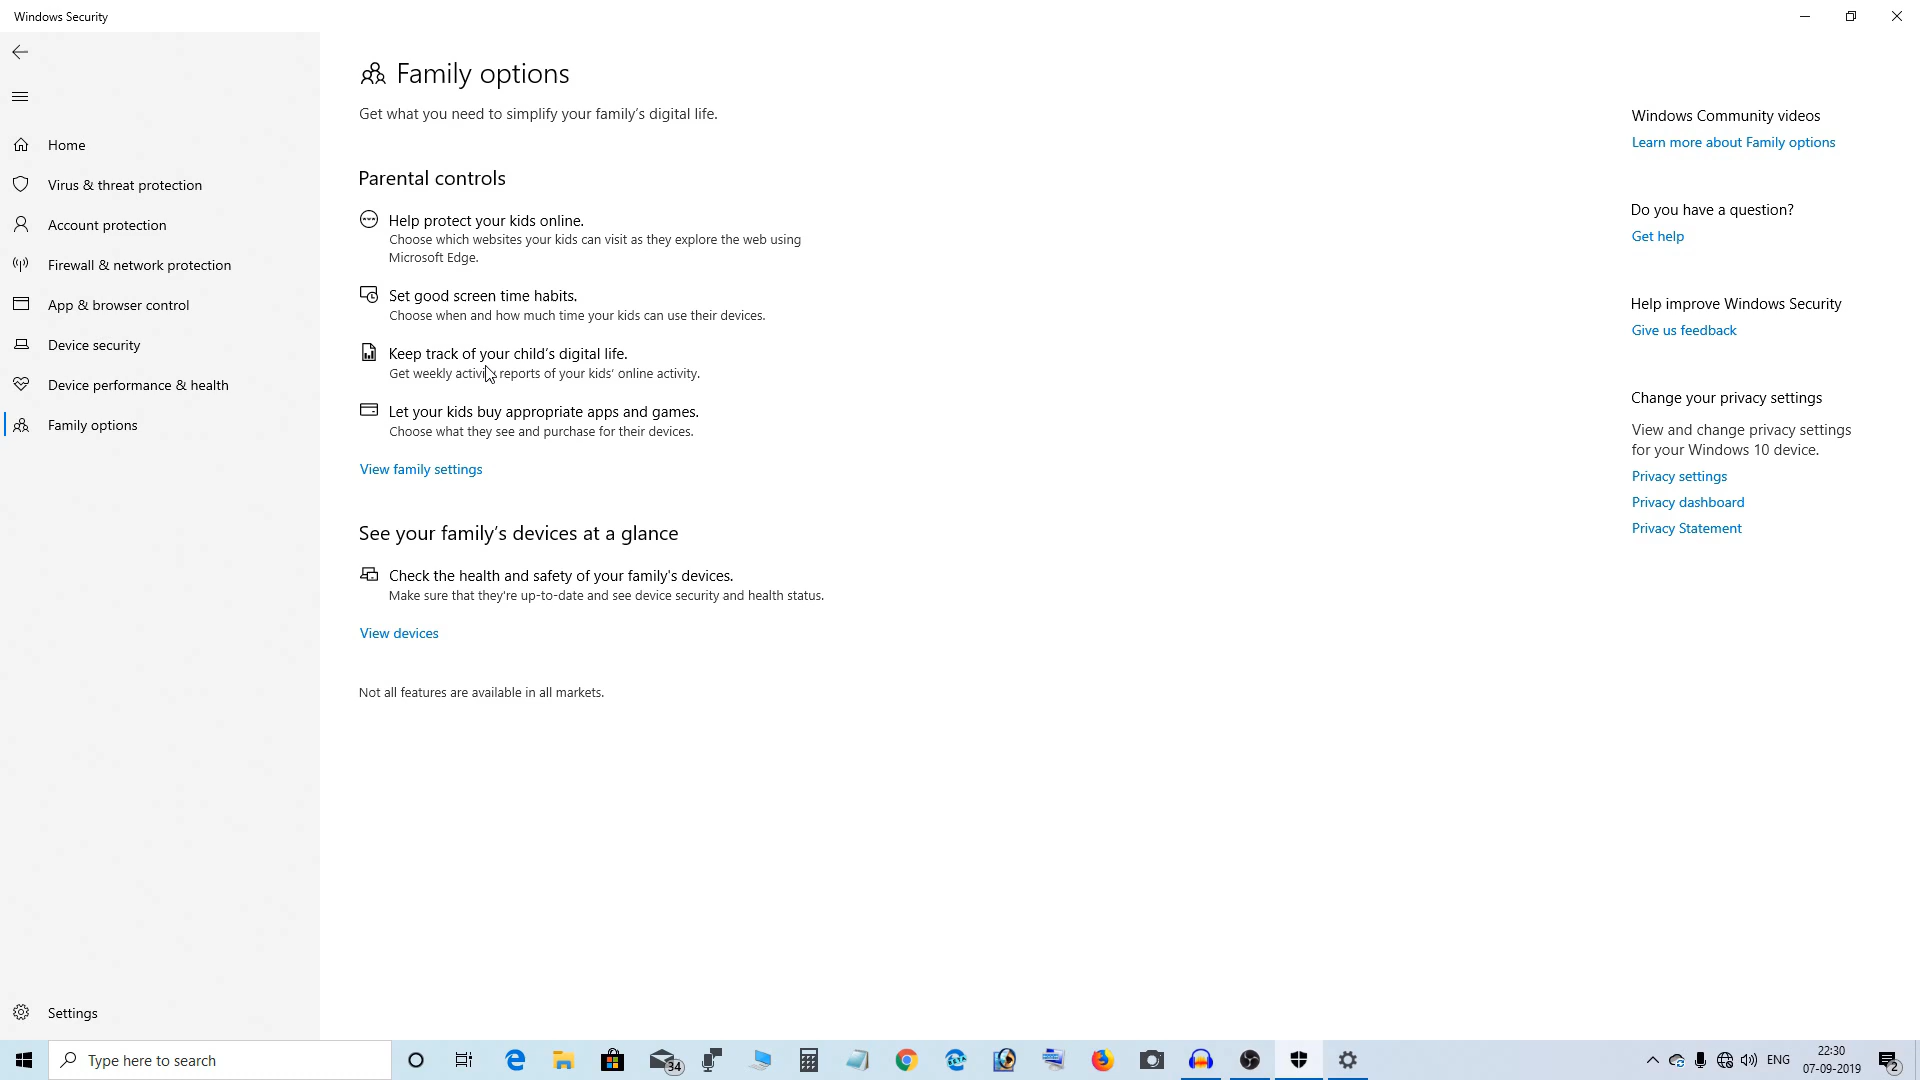 Windows Security
Home
Virus & threat protection
Account protection
Firewall & network protection
App & browser control
Device security
Device performance & health
Family options
Settings
Family options
Get what you need to simplify your family's digital life.
Parental controls
Help protect your kids online.
Choose which websites your kids can visit as they explore the web using
Microsoft Edge.
Set good screen time habits.
Choose when and how much time your kids can use their devices.
Keep track of your child's digital life.
Get weekly activity reports of your kids' online activity.
Let your kids buy appropriate apps and games.
Choose what they see and purchase for their devices.
View family settings
See your family's devices at a glance
Check the health and safety of your family's devices.
Make sure that they're up-to-date and see device security and health status.
View devices
Not all features are available in all markets.
Windows Community videos
Learn more about Family options
Do you have a question?
Get help
Help improve Windows Security
Give us feedback
Change your privacy settings
View and change privacy settings
for your Windows 10 device.
Privacy settings
Privacy dashboard
Privacy Statement
Type here to search
34
ENG
22:30
07-09-2019
2